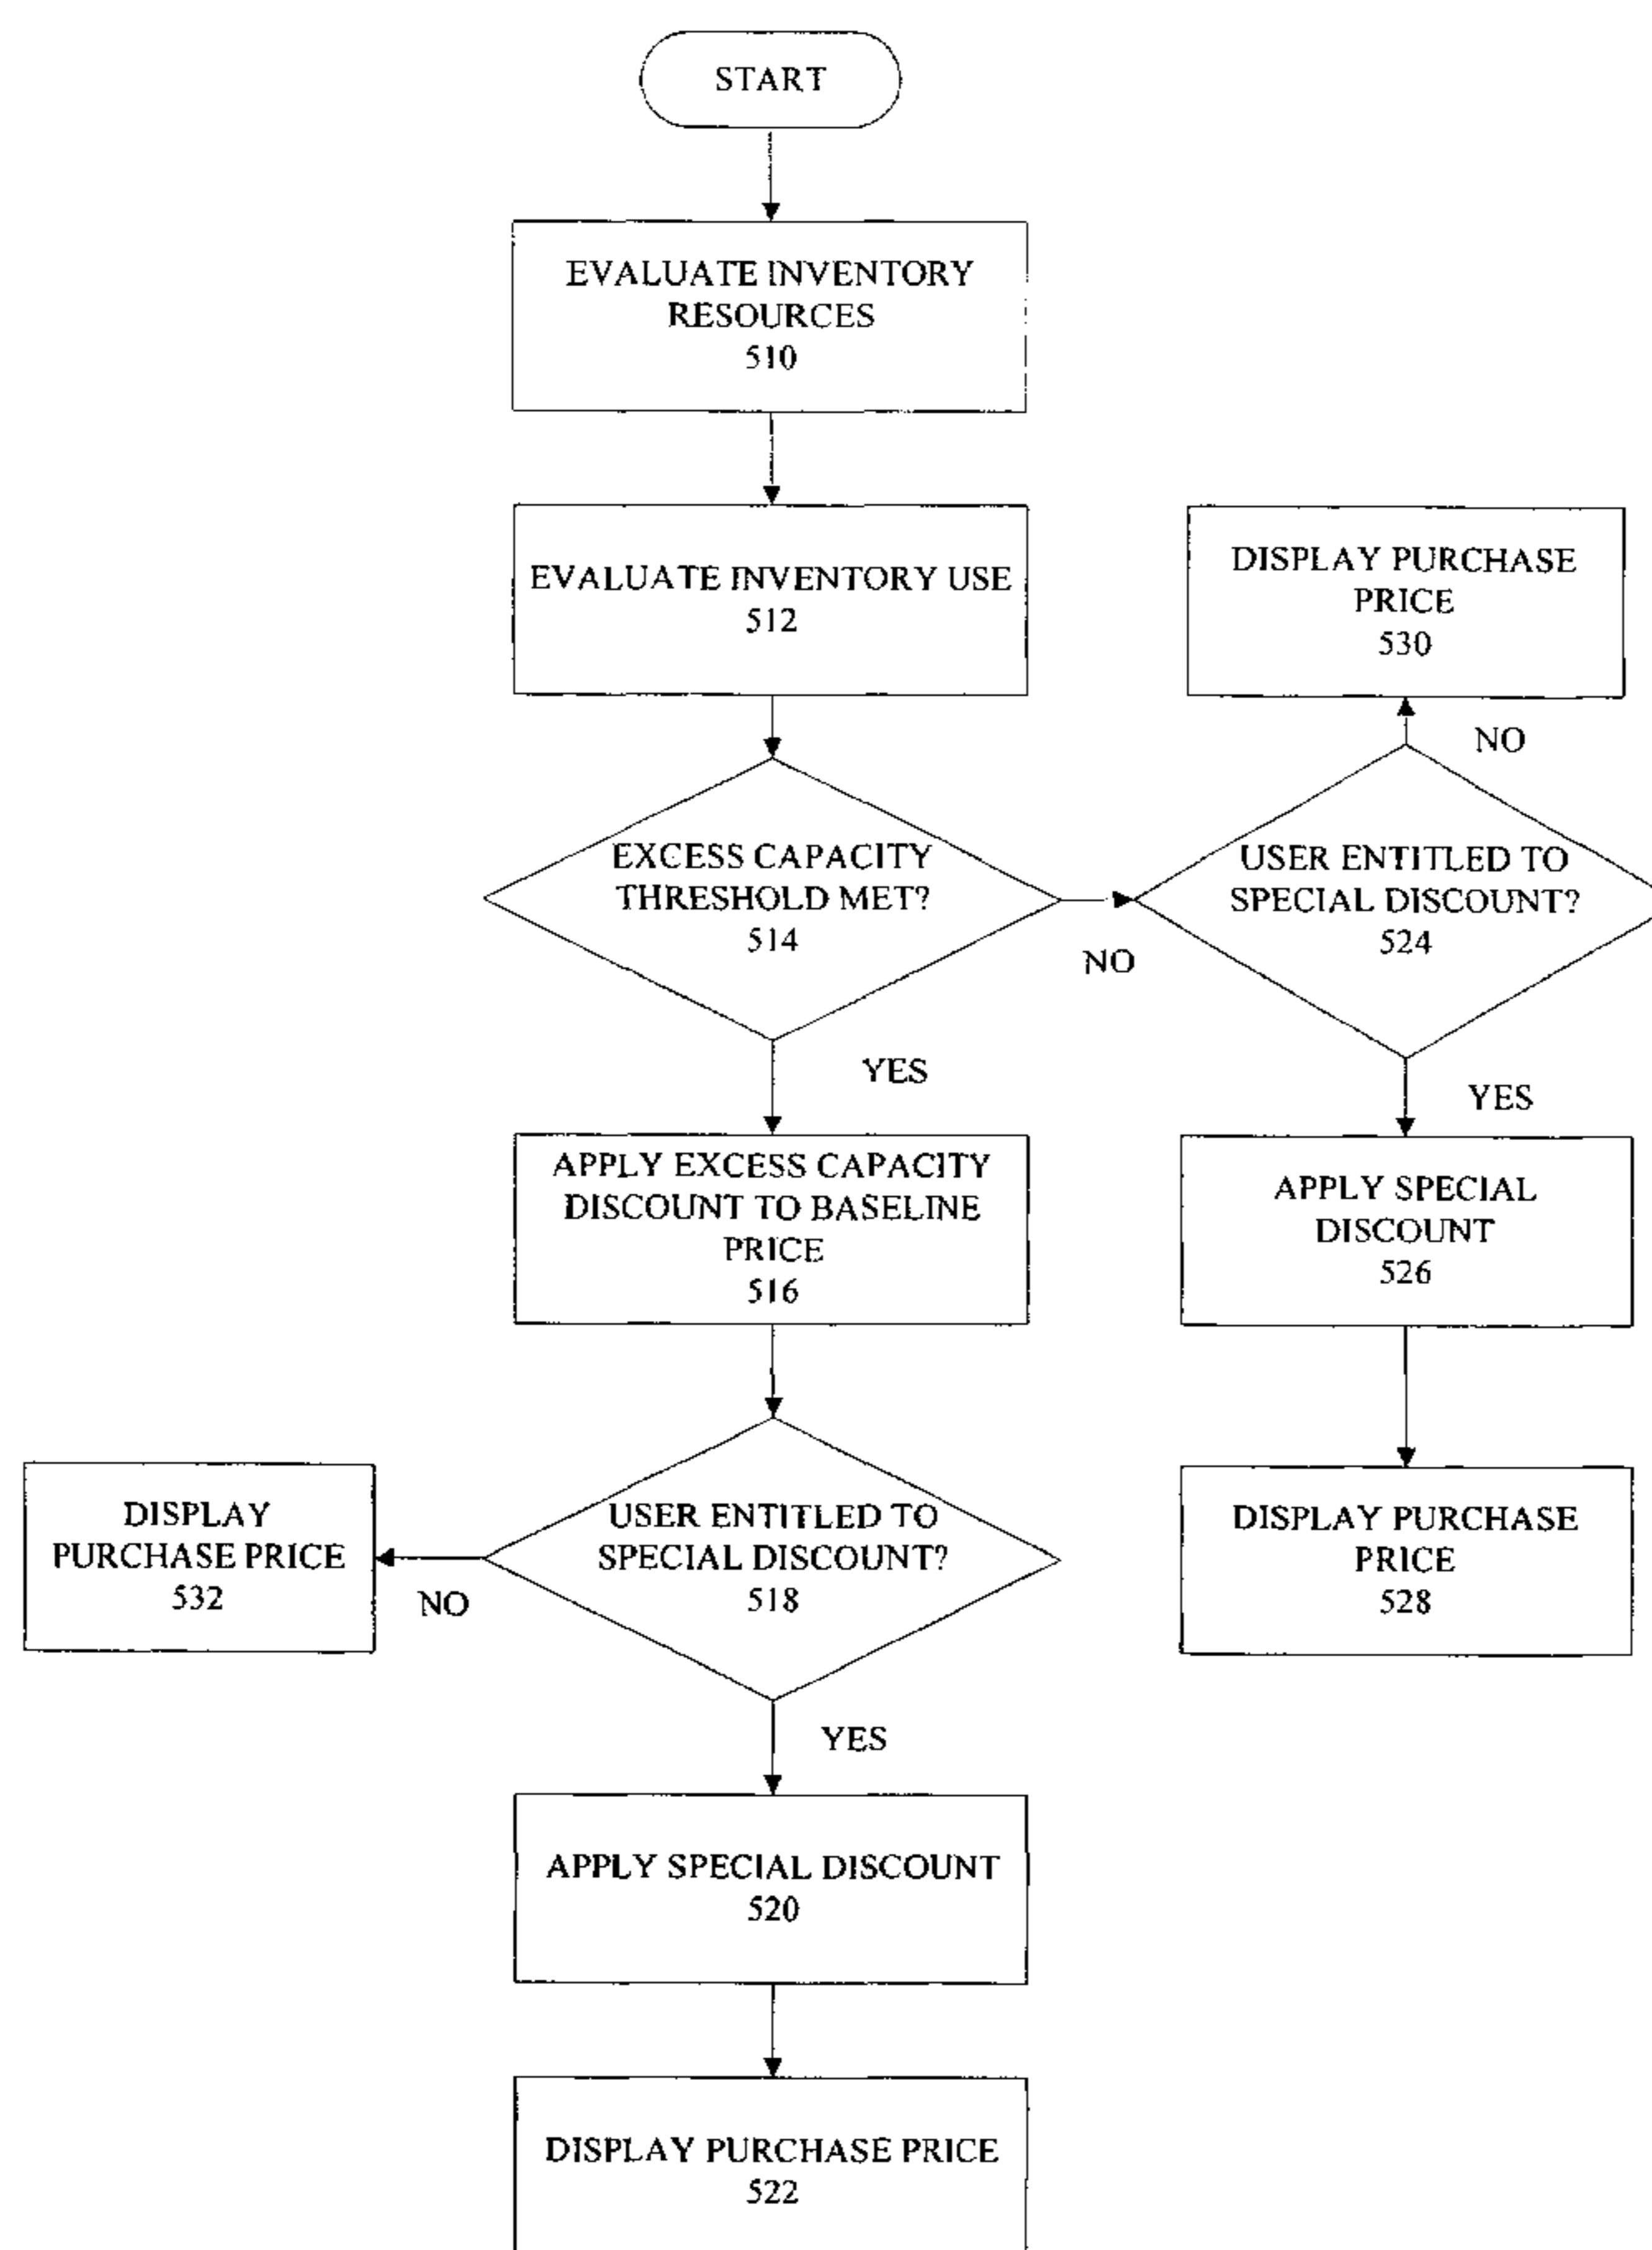 START
EVALUATE INVENTORY
RESOURCES
510
EVALUATE INVENTORY USE
512
DISPLAY PURCHASE
PRICE
530
NO
EXCESS CAPACITY
THRESHOLD MET?
514
NO
USER ENTITLED TO
SPECIAL DISCOUNT?
524
YES
YES
APPLY EXCESS CAPACITY
DISCOUNT TO BASELINE
PRICE
516
APPLY SPECIAL
DISCOUNT
526
DISPLAY
PURCHASE PRICE
532
NO
USER ENTITLED TO
SPECIAL DISCOUNT?
518
DISPLAY PURCHASE
PRICE
528
YES
APPLY SPECIAL DISCOUNT
520
DISPLAY PURCHASE PRICE
522